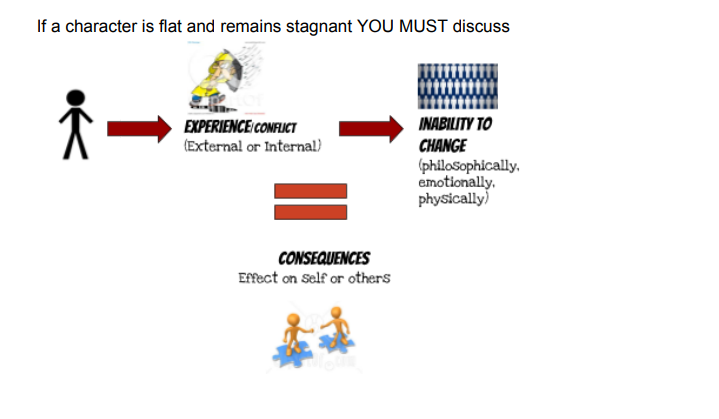 If a character is flat and remains stagnant YOU MUST discuss
EXPERIENCE/CONFLICT
(External or Internal)
INABILITY TO
CHANGE
(philosophically,
emotionally,
physically)
CONSEQUENCES
Effect on self or others